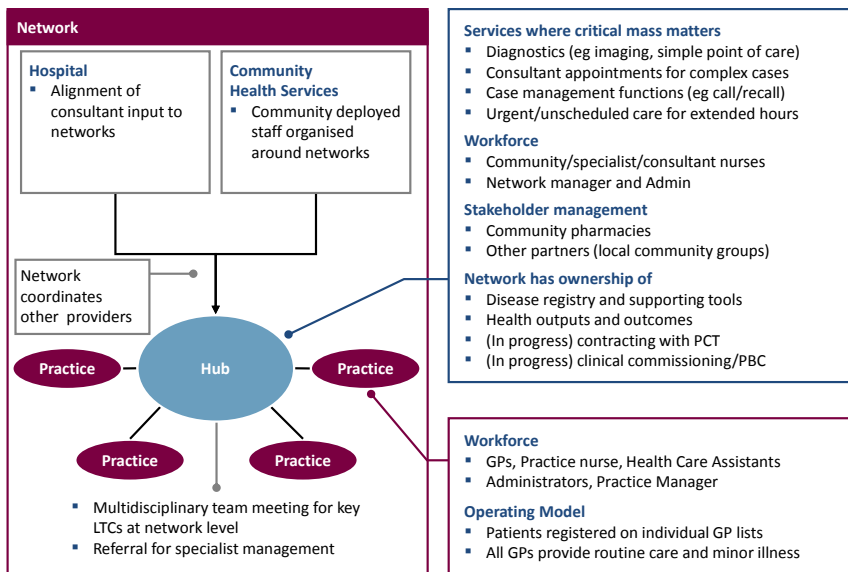 Network
Hospital
▪ Alignment of
consultant input to
networks
Community
Health Services
▪ Community deployed
staff organised
around networks
Network
coordinates
other providers
Hub
Practice
Practice
Practice
Practice
▪ Multidisciplinary team meeting for key
LTCs at network level
▪ Referral for specialist management
Services where critical mass matters
▪ Diagnostics (eg imaging, simple point of care)
▪ Consultant appointments for complex cases
▪ Case management functions (eg call/recall)
▪ Urgent/unscheduled care for extended hours
Workforce
▪ Community/specialist/consultant nurses
▪ Network manager and Admin
Stakeholder management
▪ Community pharmacies
▪ Other partners (local community groups)
Network has ownership of
▪ Disease registry and supporting tools
▪ Health outputs and outcomes
▪ (In progress) contracting with PCT
▪ (In progress) clinical commissioning/PBC
Workforce
▪ GPs, Practice nurse, Health Care Assistants
▪ Administrators, Practice Manager
Operating Model
▪ Patients registered on individual GP lists
▪ All GPs provide routine care and minor illness